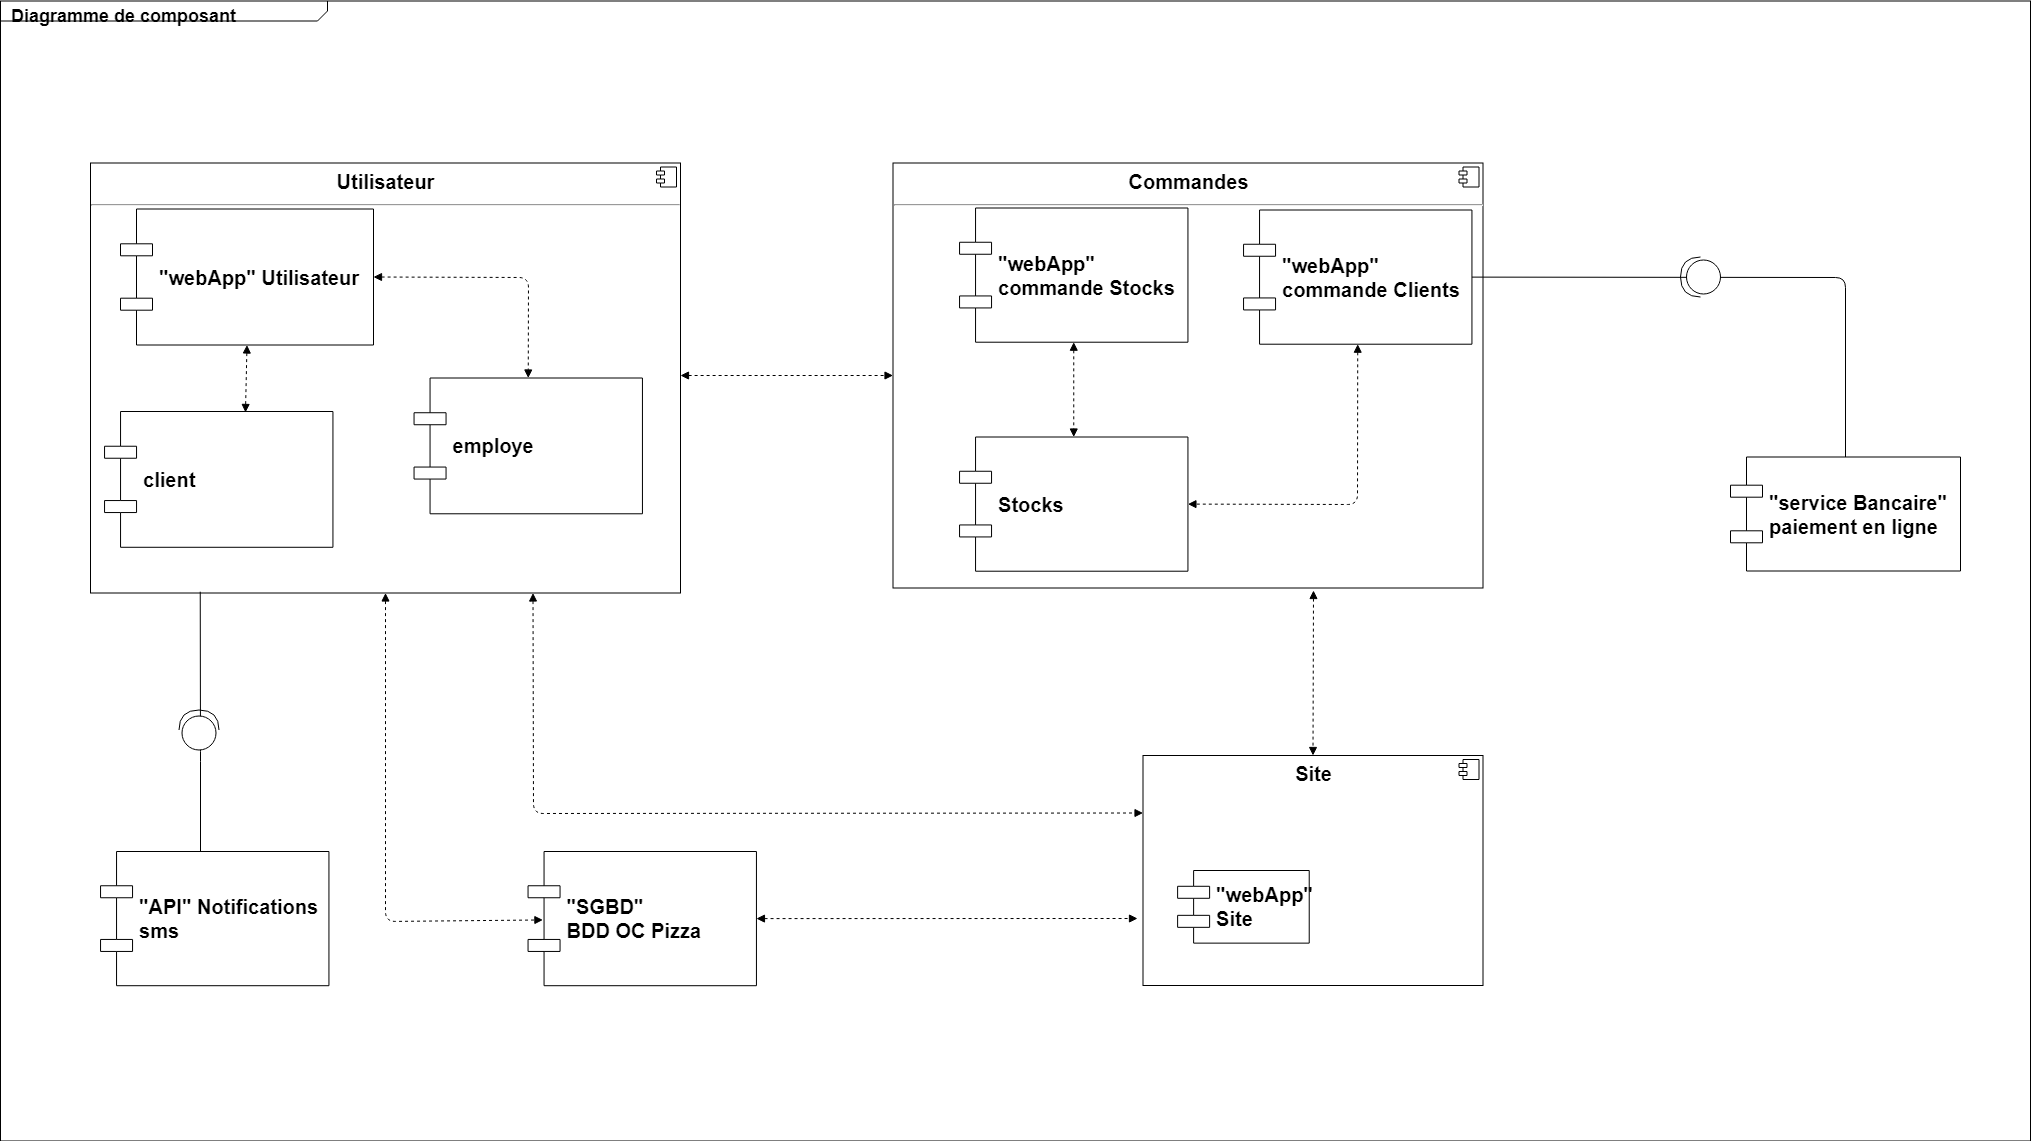 Diagramme de composant
Utilisateur
"webApp" Utilisateur
client
employe
Commandes
"webApp"
commande Stocks
"webApp"
commande Clients
Stocks
"service Bancaire"
paiement en ligne
"API" Notifications
sms
"SGBD"
BDD OC Pizza
Site
"webApp"
Site